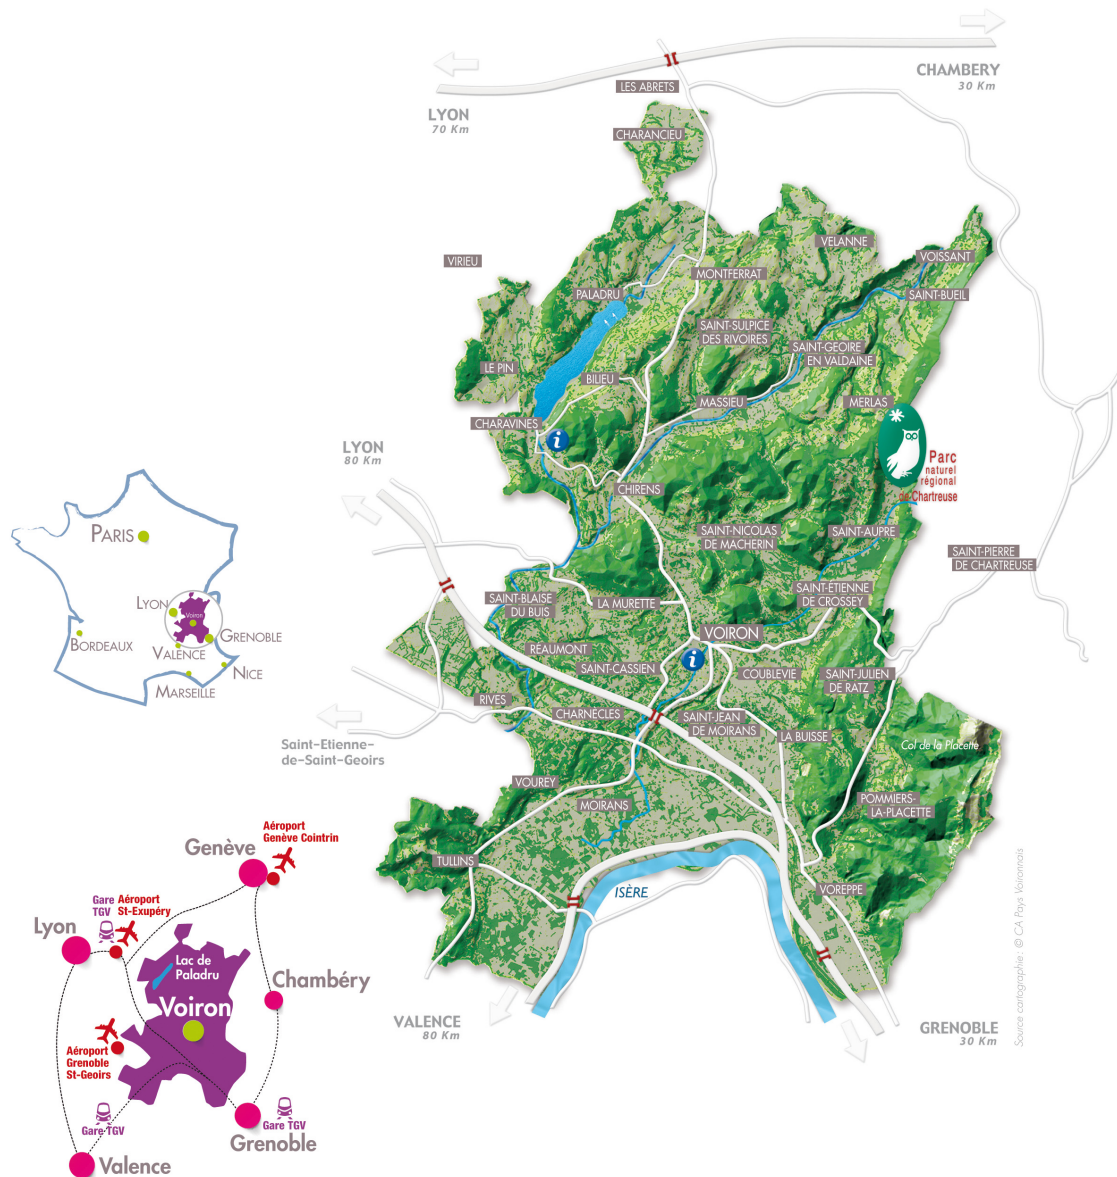 CHAMBERY
30 Km
LES ABRETS
LYON
70 Km
CHARANCIEU
VELANNE
VIRIEU
VOISSANT
MONTFERRAT
PALADRU
SAINT-BUEIL
SAINT-SULPICE
DES RIVOIRES
SAINT-GEOIRE
EN VALDAINE
LE PIN
BILIEU
MASSIEU
MERLAS
CHARAVINES
i
LYON
80 Km
Parc
naturel
régional
de Chartreuse
CHIRENS
SAINT-NICOLAS
DE MACHERIN
SAINT-AUPRE
SAINT-PIERRE
DE CHARTREUSE
SAINT-BLAISE
DU BUIS
LA MURETTE
SAINT-ETIENNE
DE CROSSEY
VOIRON
i
RÉAUMONT
SAINT-CASSIEN
COUBLEVIE
SAINT-JULIEN
DE RATZ
RIVES
CHARNÈCLES
SAINT-JEAN
DE MOIRANS
LA BUISSE
Col de la Placette
Saint-Etienne-
de-Saint-Geoirs
VOUREY
MOIRANS
POMMIERS-
LA-PLACETTE
TULLINS
ISÈRE
VOREPPE
VALENCE
80 Km
GRENOBLE
30 Km
Source cartographie : © CA Pays Voironnais
PARIS
LYON
Voiron
GRENOBLE
BORDEAUX
VALENCE
NICE
MARSEILLE
Aéroport
Genève Cointrin
Genève
Gare
TGV
Aéroport
St-Exupéry
Lyon
Lac de
Paladru
Chambéry
Voiron
Aéroport
Grenoble
St-Geoirs
Gare TGV
Gare TGV
Grenoble
Valence